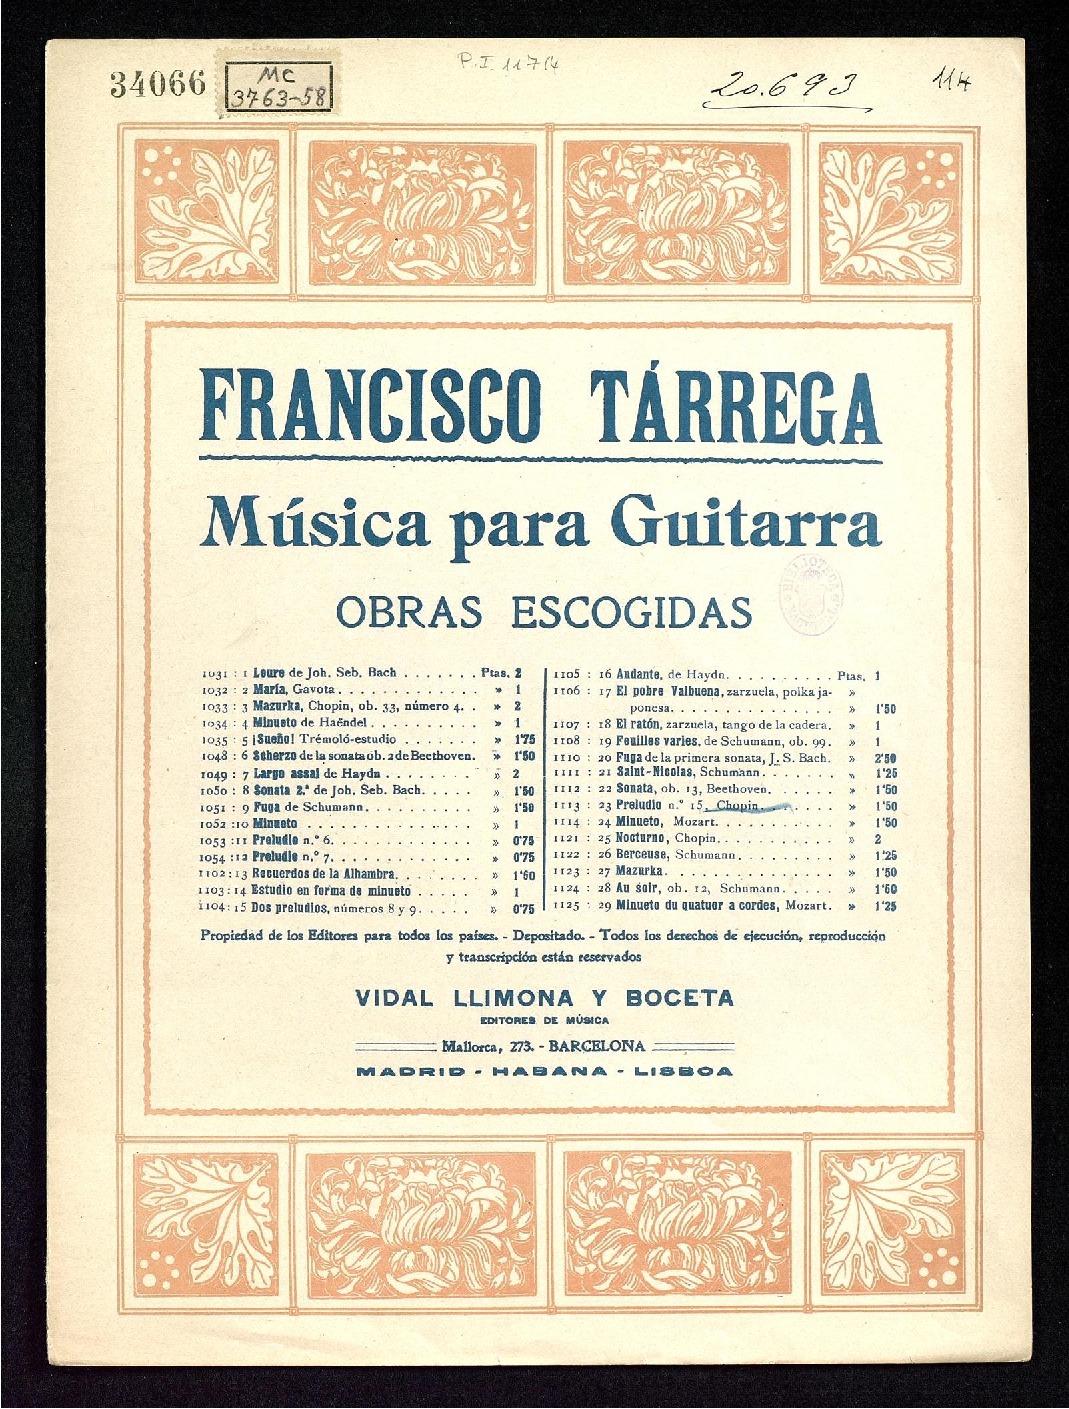 34066
MC
3763-58
P.I. 117(4
20.693
114
FRANCISCO TÁRREGA
Música para Guitarra
OBRAS ESCOGIDAS
BIBLIOTECA
1031 : 1 Loure de Joh. Seb. Bach . . . . . . . Ptas. 2
1032 : 2 María, Gavota . . . . . . . . . . . . » 1
1033 : 3 Mazurka, Chopin, ob. 33, número 4. . » 2
1034 : 4 Minueto de Haëndel . . . . . . . . . » 1
1035 : 5 ¡Sueño! Trémoló-estudio . . . . . . . » 1'75
1048 : 6 Scherzo de la sonata ob. 2 de Beethoven. » 1'50
1049 : 7 Largo assai de Haydn . . . . . . . . » 2
1050 : 8 Sonata 2.ª de Joh. Seb. Bach. . . . . » 1'50
1051 : 9 Fuga de Schumann. . . . . . . . . . » 1'50
1052 :10 Minueto . . . . . . . . . . . . . . » 1
1053 :11 Preludio n.º 6. . . . . . . . . . . . » 0'75
1054 :12 Preludio n.º 7. . . . . . . . . . . . » 0'75
1102 :13 Recuerdos de la Alhambra. . . . . . . » 1'60
1103 :14 Estudio en forma de minueto . . . . . » 1
1104 :15 Dos preludios, números 8 y 9. . . . . » 0'75
1105 : 16 Andante, de Haydn. . . . . . . . . . Ptas. 1
1106 : 17 El pobre Valbuena, zarzuela, polka ja- »
ponesa. . . . . . . . . . . . . » 1'50
1107 : 18 El ratón, zarzuela, tango de la cadera. » 1
1108 : 19 Feuilles varies, de Schumann, ob. 99. » 1
1110 : 20 Fuga de la primera sonata, J. S. Bach. » 2'50
1111 : 21 Saint-Nicolas, Schumann . . . . . . . » 1'25
1112 : 22 Sonata, ob. 13, Beethoven. . . . . . . » 1'50
1113 : 23 Preludio n.º 15, Chopin. . . . . . . . » 1'50
1114 : 24 Minueto, Mozart. . . . . . . . . . . » 1'50
1121 : 25 Nocturno, Chopin. . . . . . . . . . . » 2
1122 : 26 Berceuse, Schumann . . . . . . . . . » 1'25
1123 : 27 Mazurka. . . . . . . . . . . . . . . » 1'50
1124 : 28 Au soir, ob. 12, Schumann . . . . . . » 1'60
1125 : 29 Minueto du quatuor a cordes, Mozart. » 1'25
Propiedad de los Editores para todos los países. - Depositado. - Todos los derechos de ejecución, reproducción
y transcripción están reservados
VIDAL LLIMONA Y BOCETA
EDITORES DE MÚSICA
Mallorca, 273. - BARCELONA
MADRID - HABANA - LISBOA